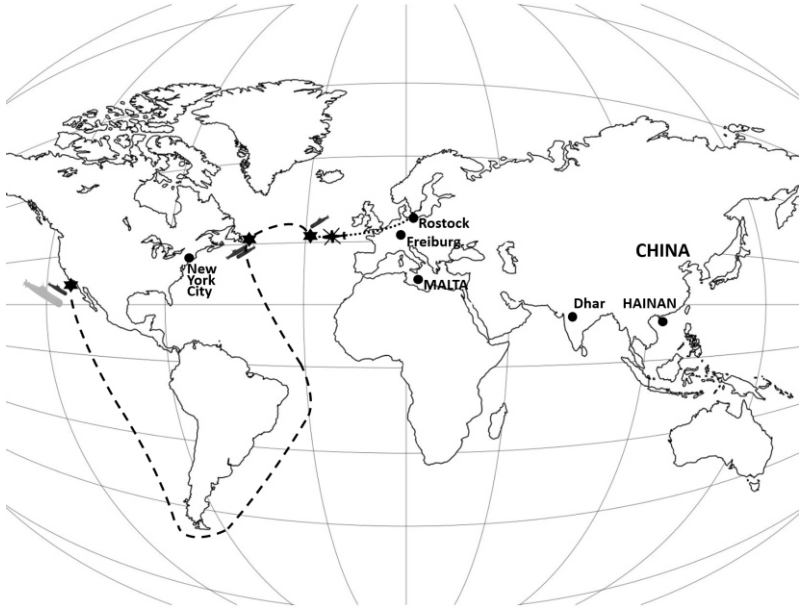 Rostock
Freiburg
CHINA
New
York
City
MALTA
Dhar
HAINAN